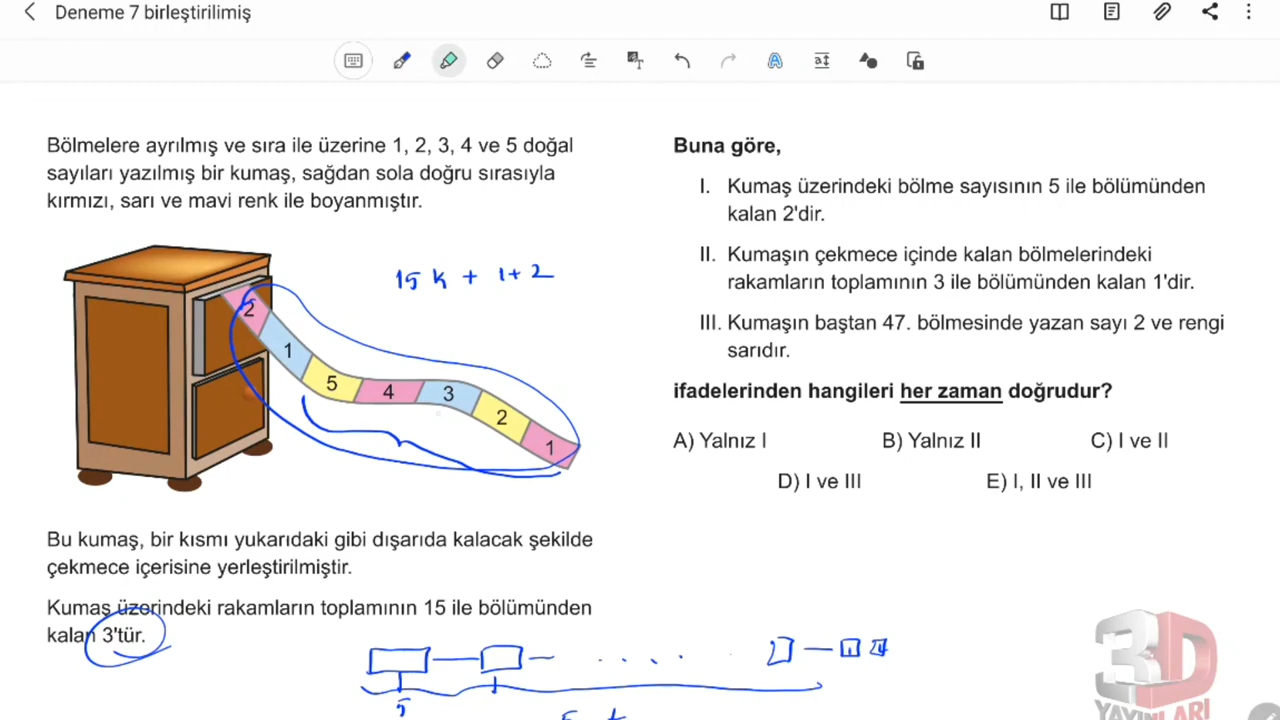 Deneme 7 birleştirilimiş
Bölmelere ayrılmış ve sıra ile üzerine 1, 2, 3, 4 ve 5 doğal
sayıları yazılmış bir kumaş, sağdan sola doğru sırasıyla
kırmızı, sarı ve mavi renk ile boyanmıştır.
15 k + 1+2
2
1
5
4
3
2
1
Bu kumaş, bir kısmı yukarıdaki gibi dışarıda kalacak şekilde
çekmece içerisine yerleştirilmiştir.
Kumaş üzerindeki rakamların toplamının 15 ile bölümünden
kalan 3'tür.
5
Buna göre,
I. Kumaş üzerindeki bölme sayısının 5 ile bölümünden
kalan 2'dir.
II. Kumaşın çekmece içinde kalan bölmelerindeki
rakamların toplamının 3 ile bölümünden kalan 1'dir.
III. Kumaşın baştan 47. bölmesinde yazan sayı 2 ve rengi
sarıdır.
ifadelerinden hangileri her zaman doğrudur?
A) Yalnız I B) Yalnız II C) I ve II
D) I ve III E) I, II ve III
3D
YAYINLARI